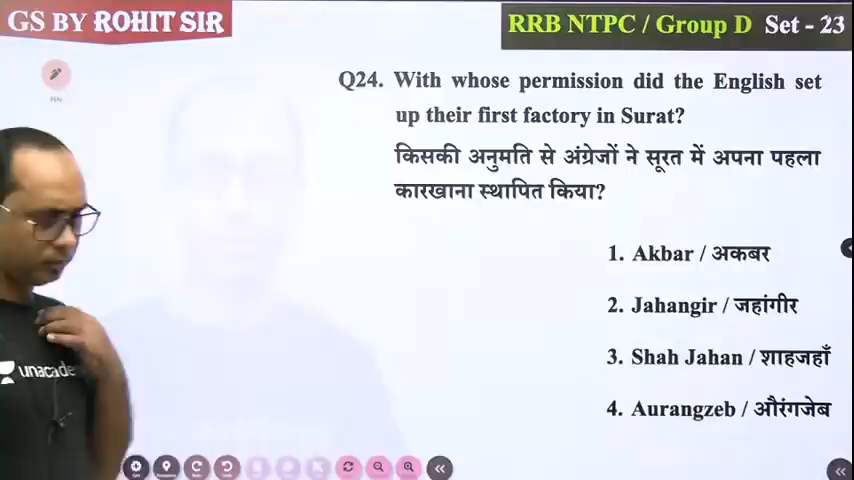 GS BY ROHIT SIR
RRB NTPC / Group D Set - 23
PEN
Q24. With whose permission did the English set
up their first factory in Surat?
किसकी अनुमति से अंग्रेजों ने सूरत में अपना पहला
कारखाना स्थापित किया?
1. Akbar / अकबर
2. Jahangir / जहांगीर
3. Shah Jahan / शाहजहाँ
4. Aurangzeb / औरंगजेब